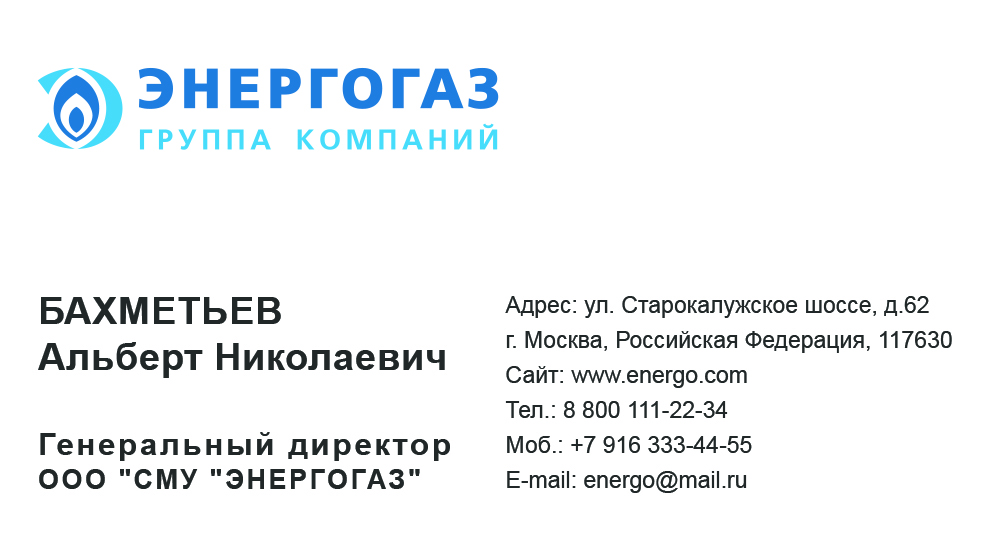 ЭНЕРГОГАЗ
ГРУППА КОМПАНИЙ
БАХМЕТЬЕВ
Альберт Николаевич
Генеральный директор
ООО "СМУ "ЭНЕРГОГАЗ"
Адрес: ул. Старокалужское шоссе, д.62
г. Москва, Российская Федерация, 117630
Сайт: www.energo.com
Тел.: 8 800 111-22-34
Моб.: +7 916 333-44-55
E-mail: energo@mail.ru